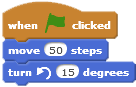 when clicked
move 50 steps
turn 15 degrees